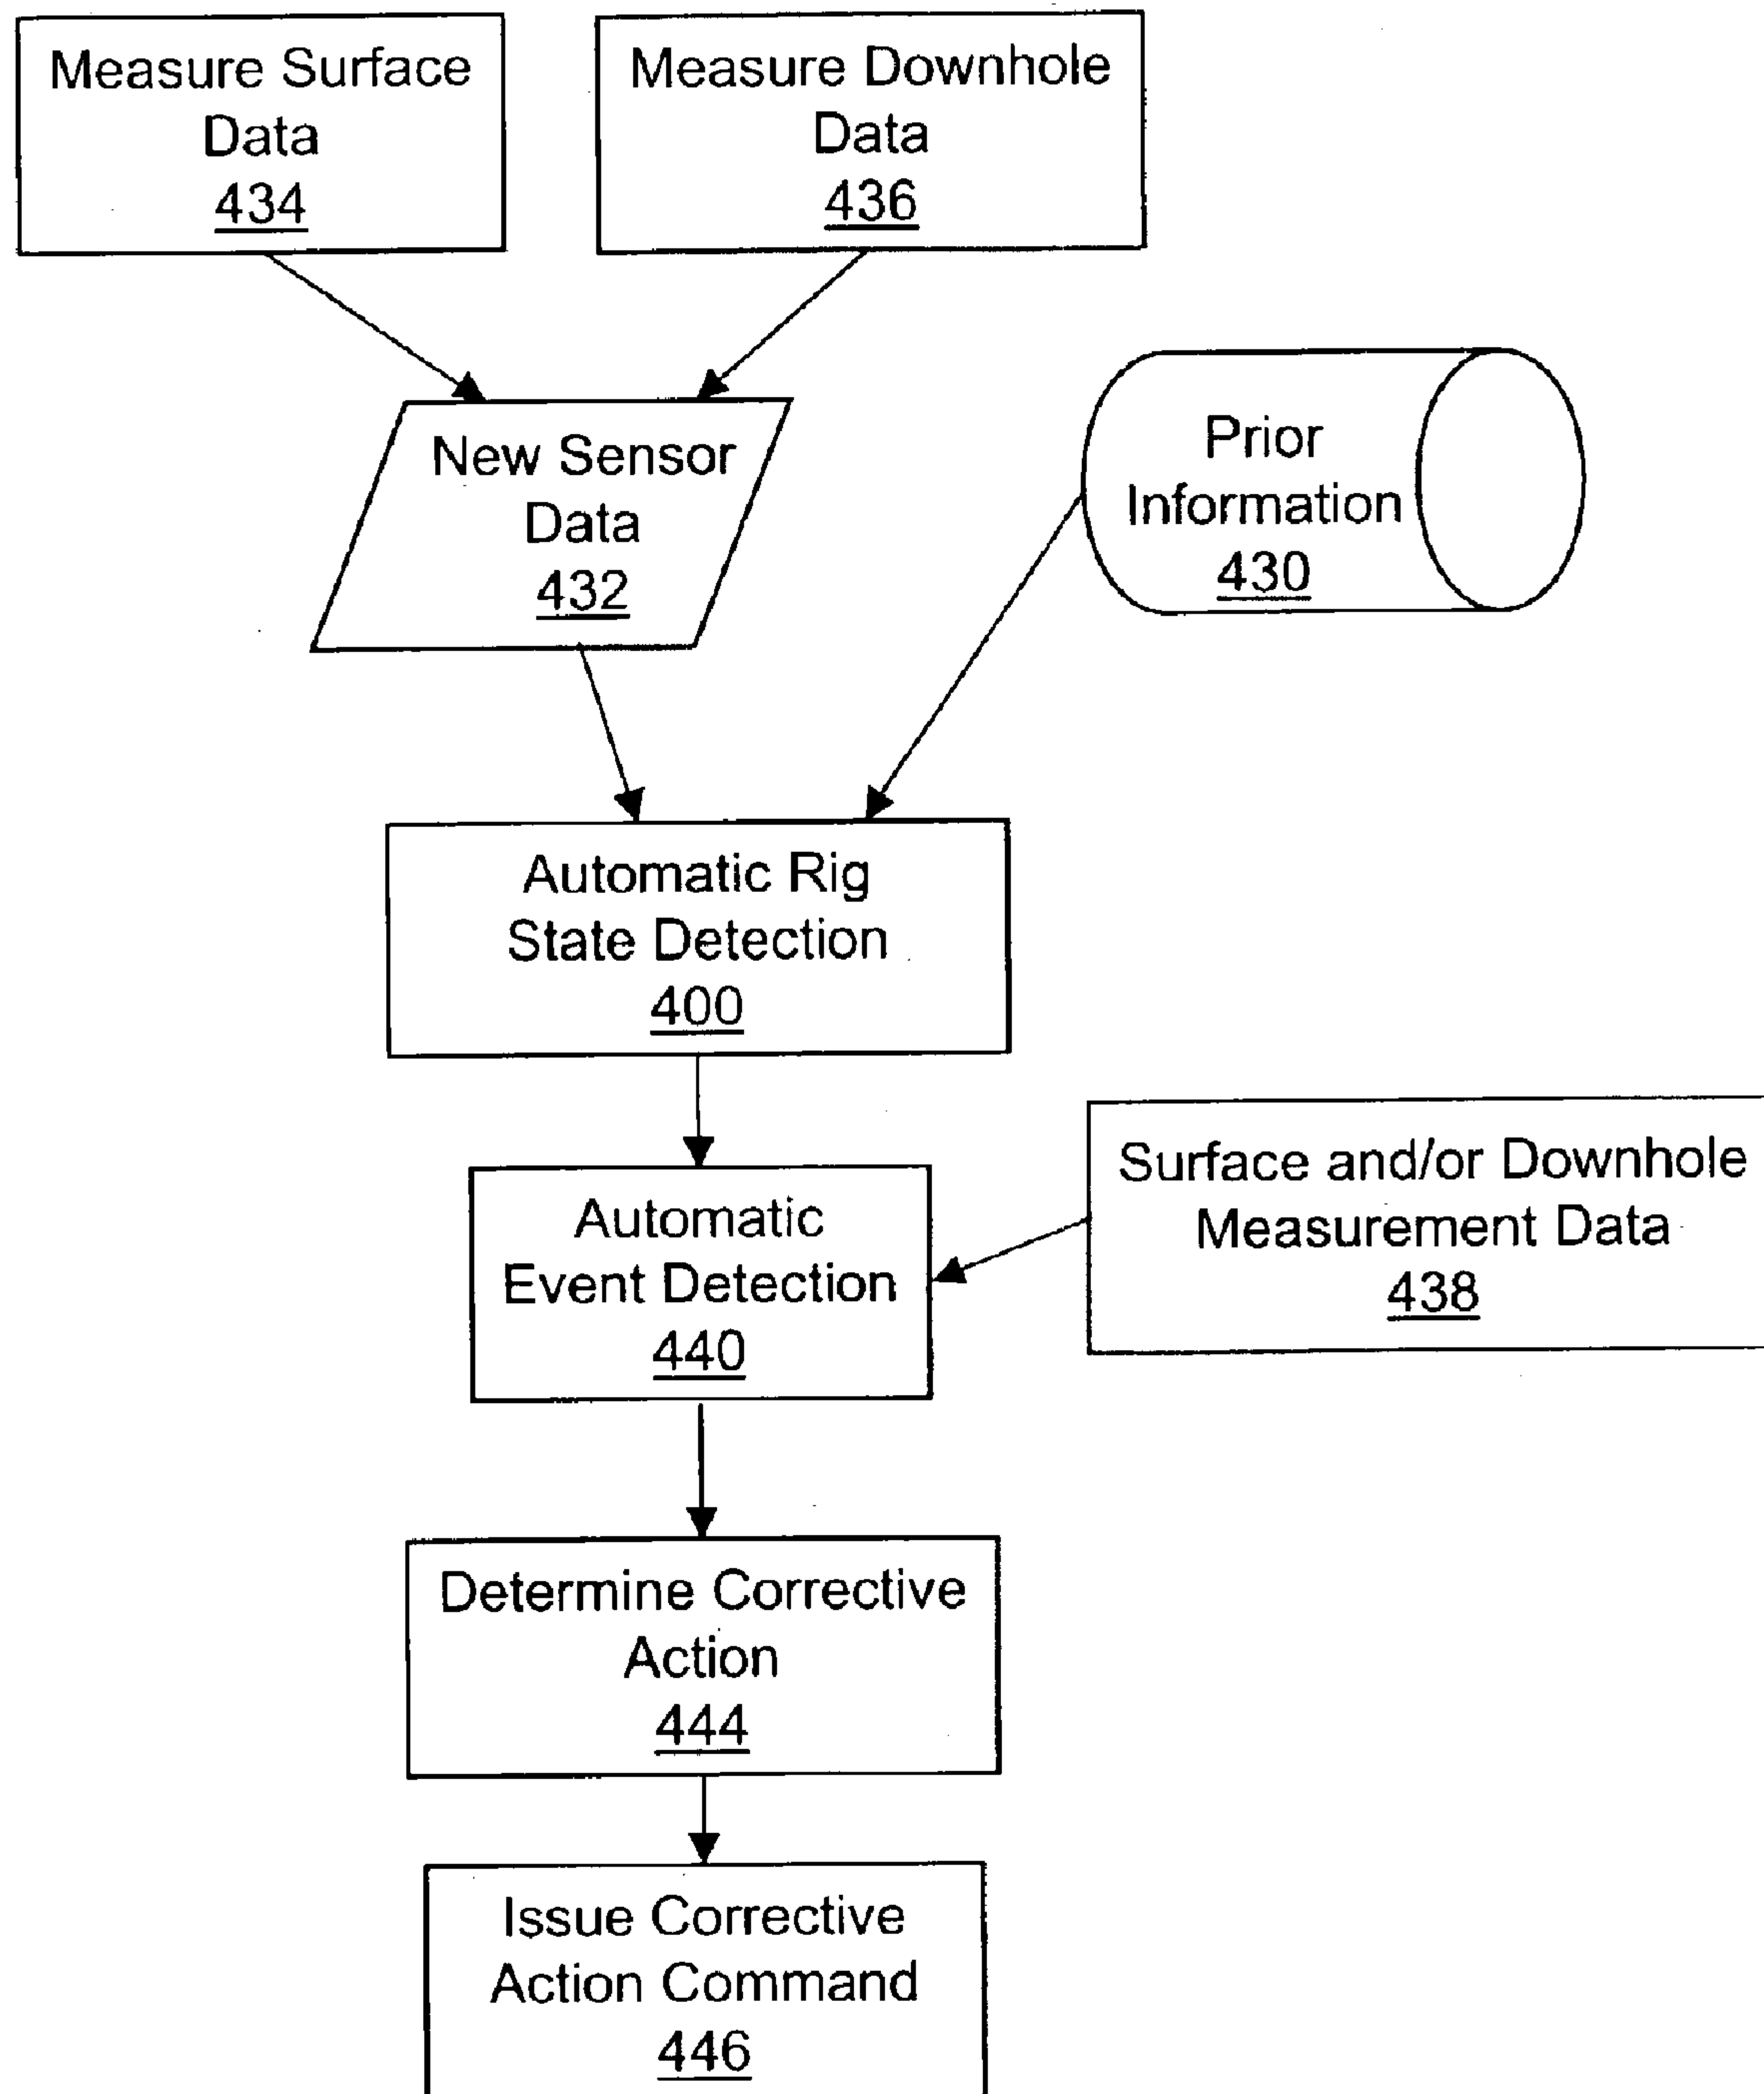 Measure Surface
Data
434
Measure Downhole
Data
436
New Sensor
Data
432
Prior
Information
430
Automatic Rig
State Detection
400
Automatic
Event Detection
440
Surface and/or Downhole
Measurement Data
438
Determine Corrective
Action
444
Issue Corrective
Action Command
446